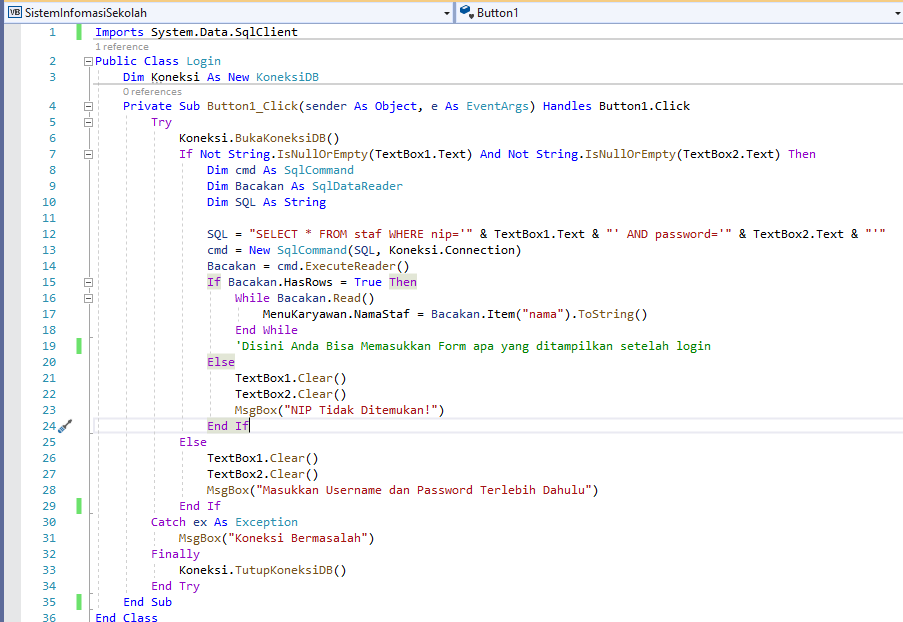 VB SistemInfomasiSekolah Button1
1 Imports System.Data.SqlClient
1 reference
2 Public Class Login
3 Dim Koneksi As New KoneksiDB
0 references
4 Private Sub Button1_Click(sender As Object, e As EventArgs) Handles Button1.Click
5 Try
6 Koneksi.BukaKoneksiDB()
7 If Not String.IsNullOrEmpty(TextBox1.Text) And Not String.IsNullOrEmpty(TextBox2.Text) Then
8 Dim cmd As SqlCommand
9 Dim Bacakan As SqlDataReader
10 Dim SQL As String
11
12 SQL = "SELECT * FROM staf WHERE nip='" & TextBox1.Text & "' AND password='" & TextBox2.Text & "'"
13 cmd = New SqlCommand(SQL, Koneksi.Connection)
14 Bacakan = cmd.ExecuteReader()
15 If Bacakan.HasRows = True Then
16 While Bacakan.Read()
17 MenuKaryawan.NamaStaf = Bacakan.Item("nama").ToString()
18 End While
19 'Disini Anda Bisa Memasukkan Form apa yang ditampilkan setelah login
20 Else
21 TextBox1.Clear()
22 TextBox2.Clear()
23 MsgBox("NIP Tidak Ditemukan!")
24 End If
25 Else
26 TextBox1.Clear()
27 TextBox2.Clear()
28 MsgBox("Masukkan Username dan Password Terlebih Dahulu")
29 End If
30 Catch ex As Exception
31 MsgBox("Koneksi Bermasalah")
32 Finally
33 Koneksi.TutupKoneksiDB()
34 End Try
35 End Sub
36 End Class